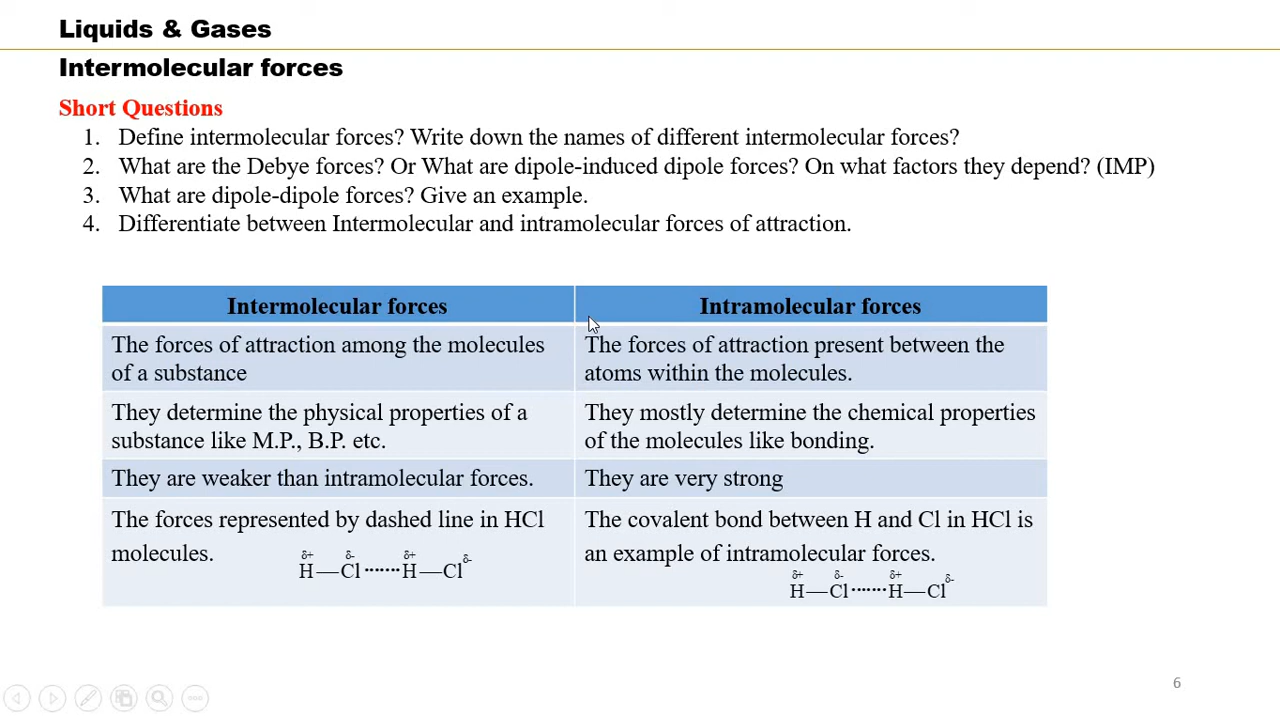 Liquids & Gases
Intermolecular forces
Short Questions
1. Define intermolecular forces? Write down the names of different intermolecular forces?
2. What are the Debye forces? Or What are dipole-induced dipole forces? On what factors they depend? (IMP)
3. What are dipole-dipole forces? Give an example.
4. Differentiate between Intermolecular and intramolecular forces of attraction.
Intermolecular forces
Intramolecular forces
The forces of attraction among the molecules
of a substance
The forces of attraction present between the
atoms within the molecules.
They determine the physical properties of a
substance like M.P., B.P. etc.
They mostly determine the chemical properties
of the molecules like bonding.
They are weaker than intramolecular forces.
They are very strong
The forces represented by dashed line in HCl
molecules.
δ+ δ- δ+ δ-
H—Cl·······H—Cl
The covalent bond between H and Cl in HCl is
an example of intramolecular forces.
δ+ δ- δ+ δ-
H—Cl·······H—Cl
6